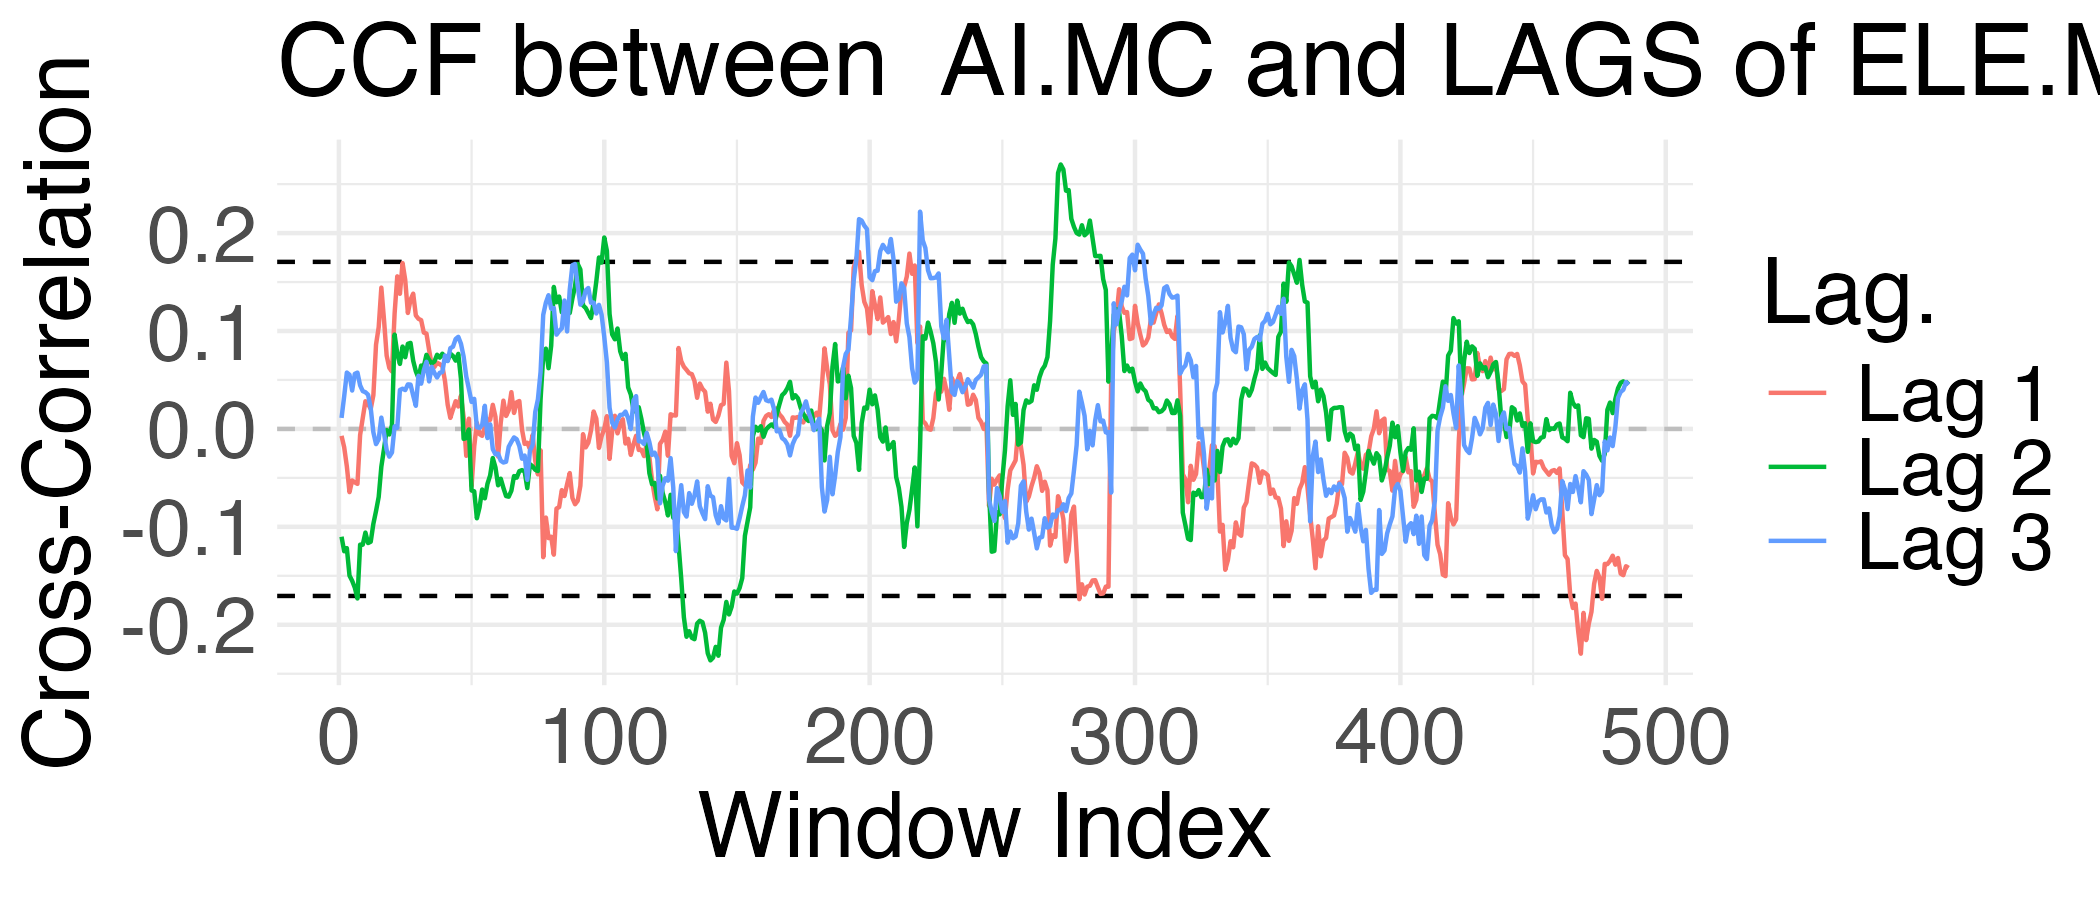 CCF between  AI.MC and LAGS of ELE.M
Cross-Correlation
0.2
0.1
0.0
-0.1
-0.2
0 100 200 300 400 500
Window Index
Lag.
Lag 1
Lag 2
Lag 3